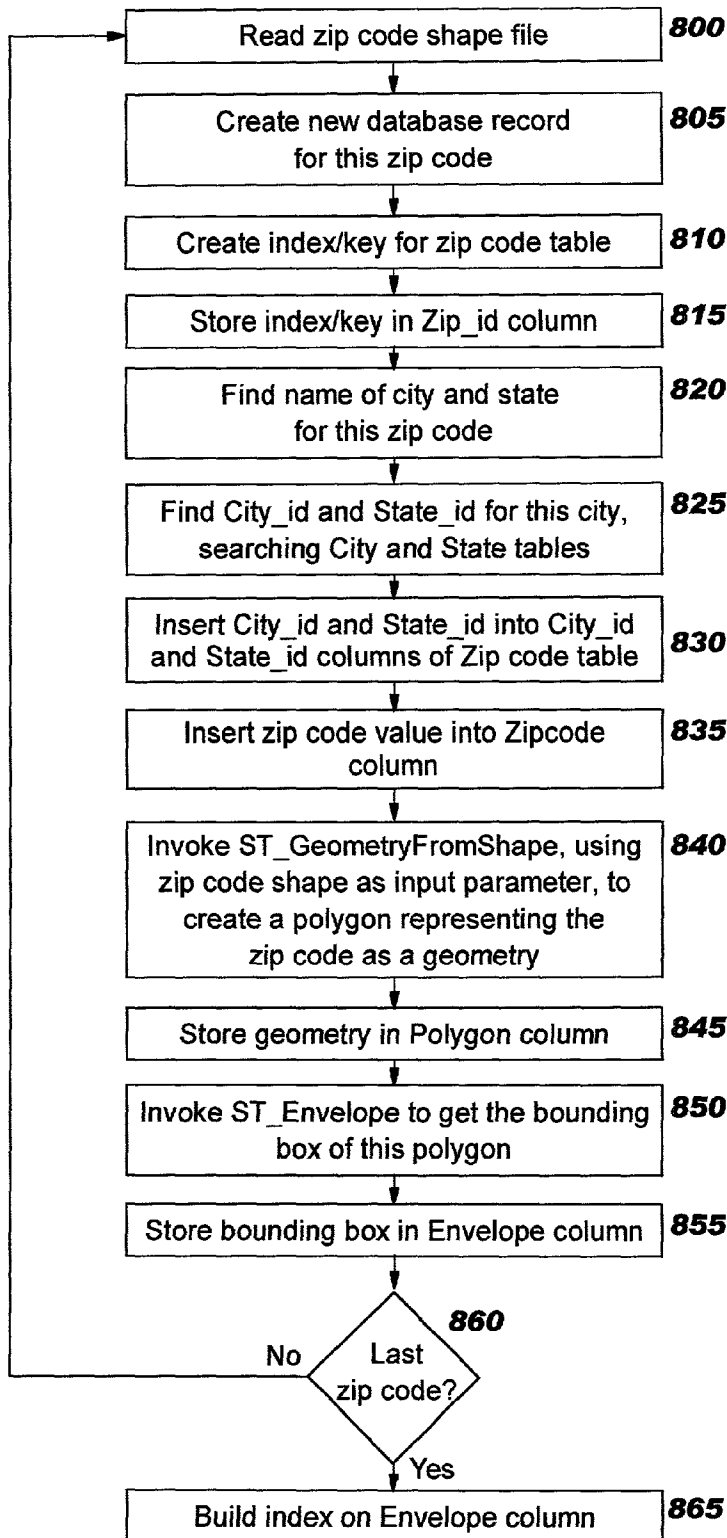 Read zip code shape file
800
Create new database record
for this zip code
805
Create index/key for zip code table
810
Store index/key in Zip_id column
815
Find name of city and state
for this zip code
820
Find City_id and State_id for this city,
searching City and State tables
825
Insert City_id and State_id into City_id
and State_id columns of Zip code table
830
Insert zip code value into Zipcode
column
835
Invoke ST_GeometryFromShape, using
zip code shape as input parameter, to
create a polygon representing the
zip code as a geometry
840
Store geometry in Polygon column
845
Invoke ST_Envelope to get the bounding
box of this polygon
850
Store bounding box in Envelope column
855
860
Last
zip code?
No
Yes
Build index on Envelope column
865